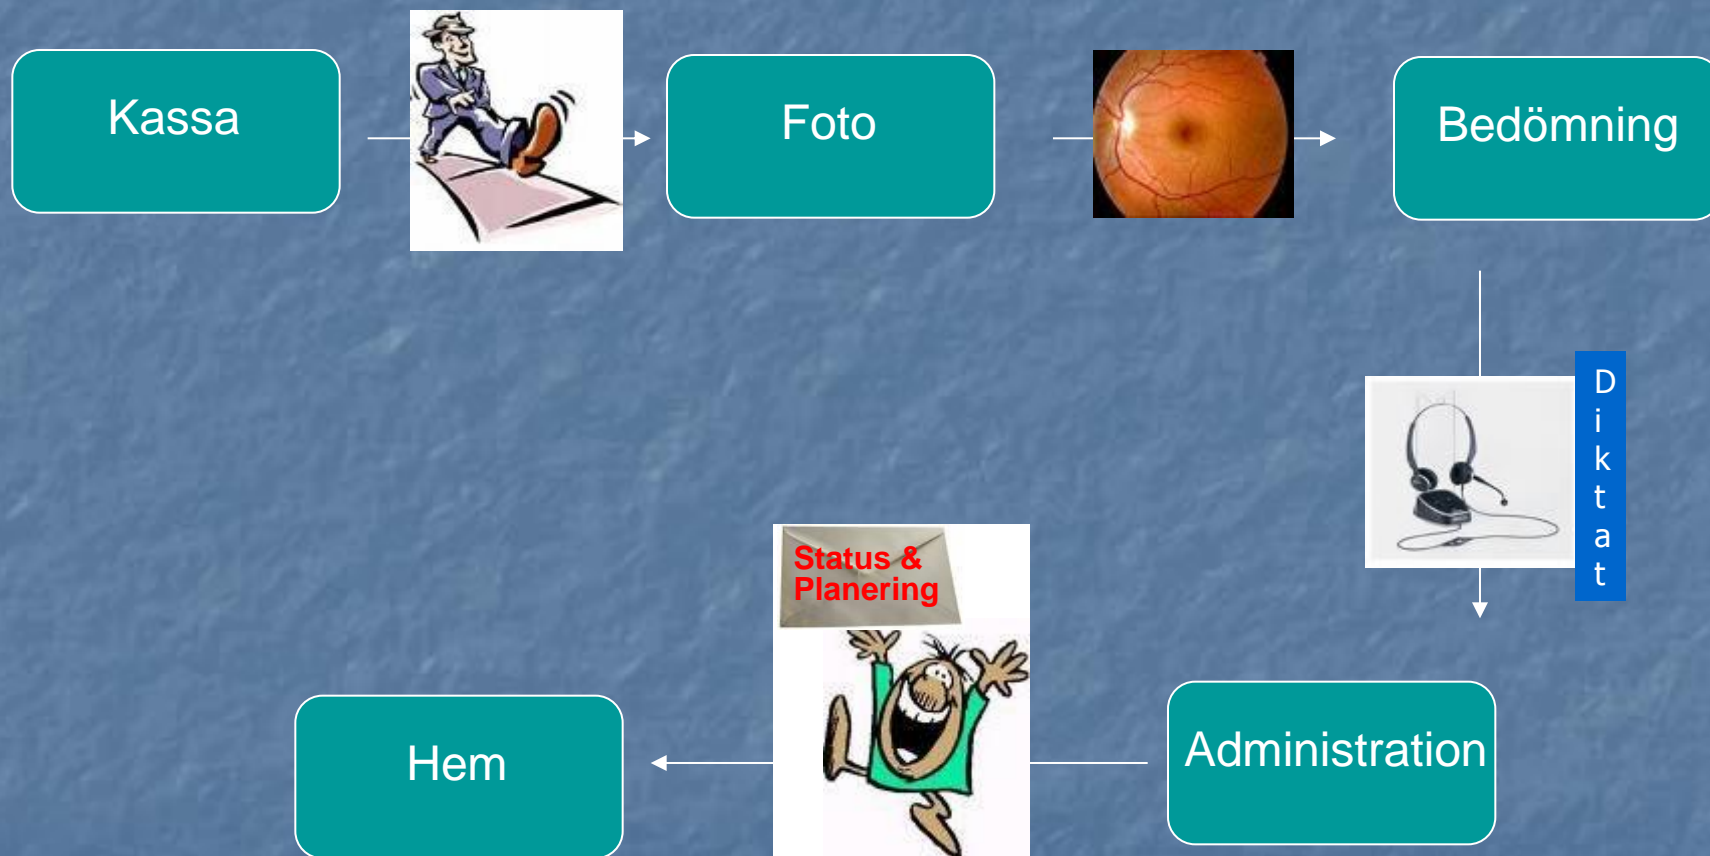 Kassa
Foto
Bedömning
D
i
k
t
a
t
Status &
Planering
Hem
Administration